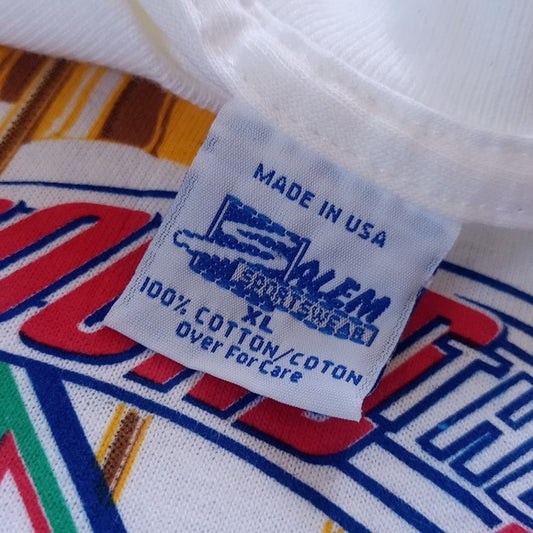 MADE IN USA
SALEM
SPORTSWEAR
XL
100% COTTON/COTON
Over For Care